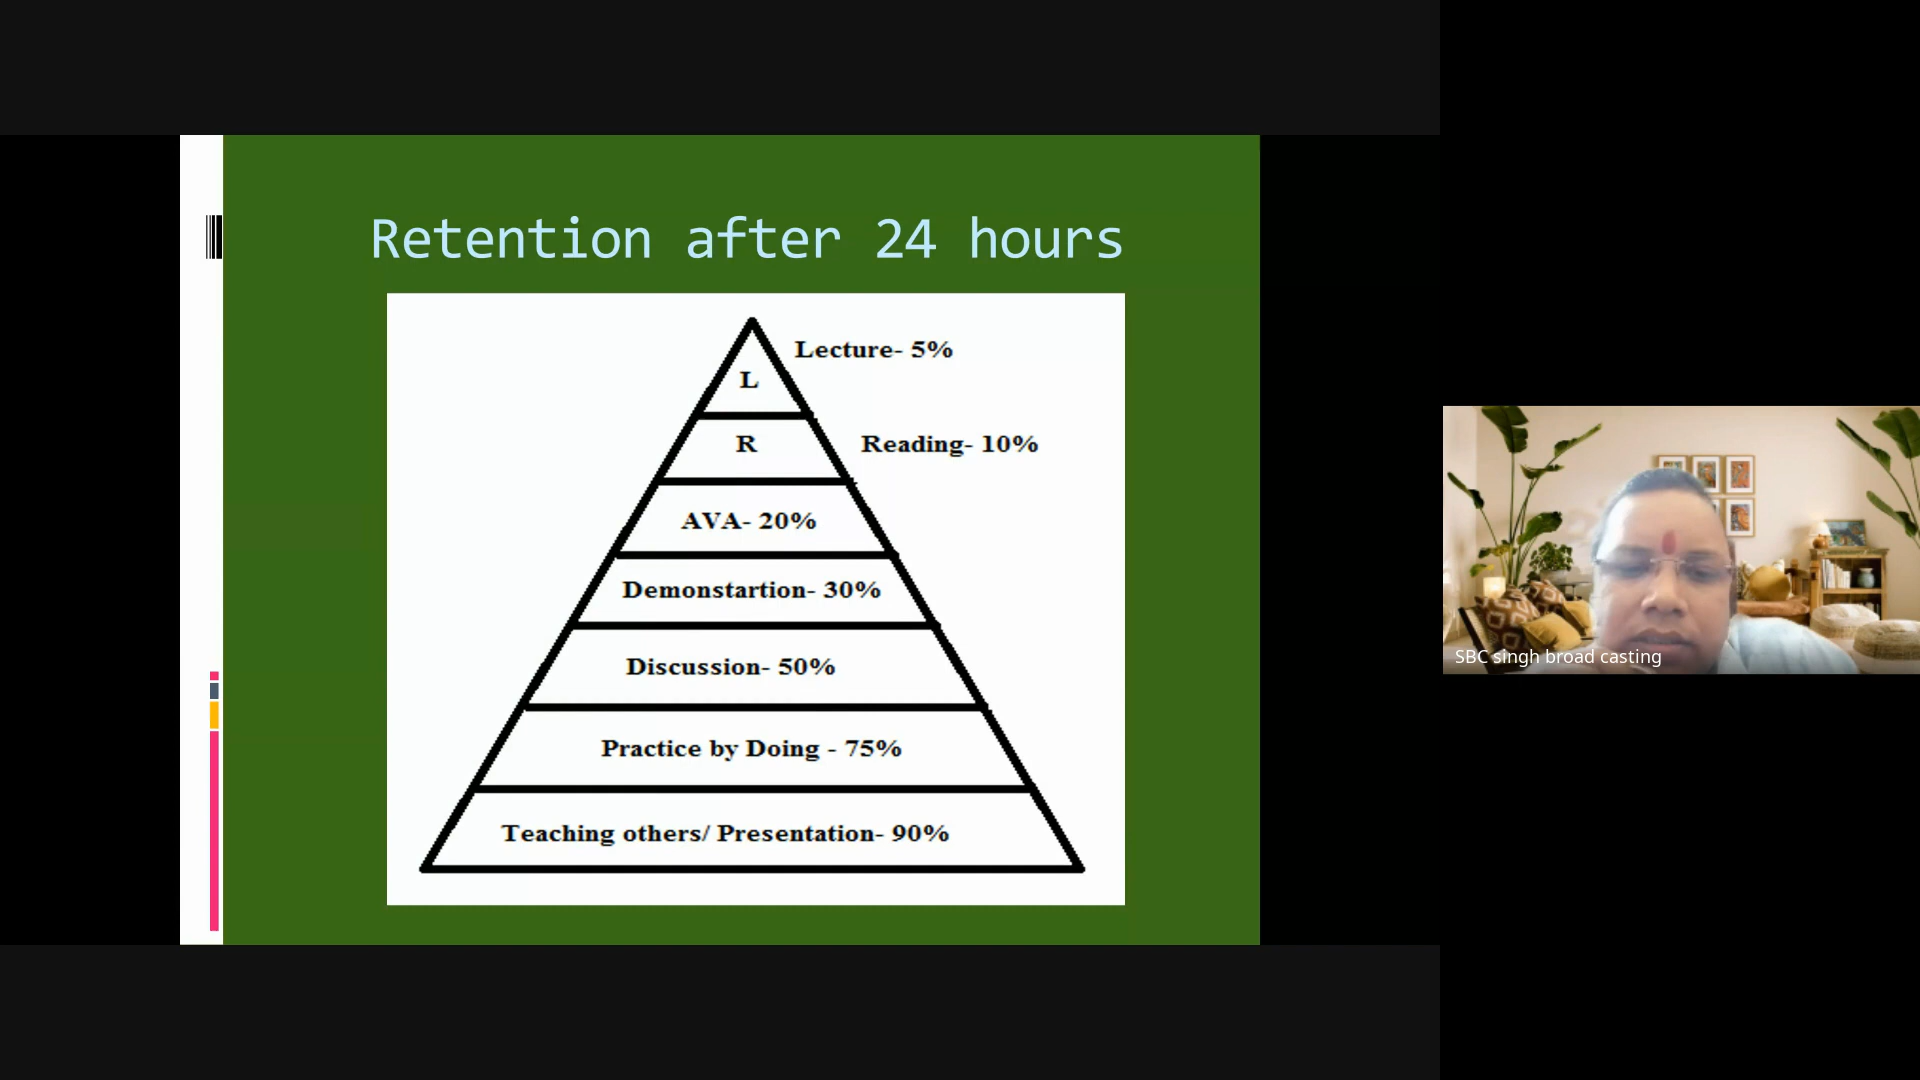 Retention after 24 hours
Lecture- 5%
L
R
Reading- 10%
AVA- 20%
Demonstartion- 30%
Discussion- 50%
Practice by Doing - 75%
Teaching others/ Presentation- 90%
SBC singh broad casting